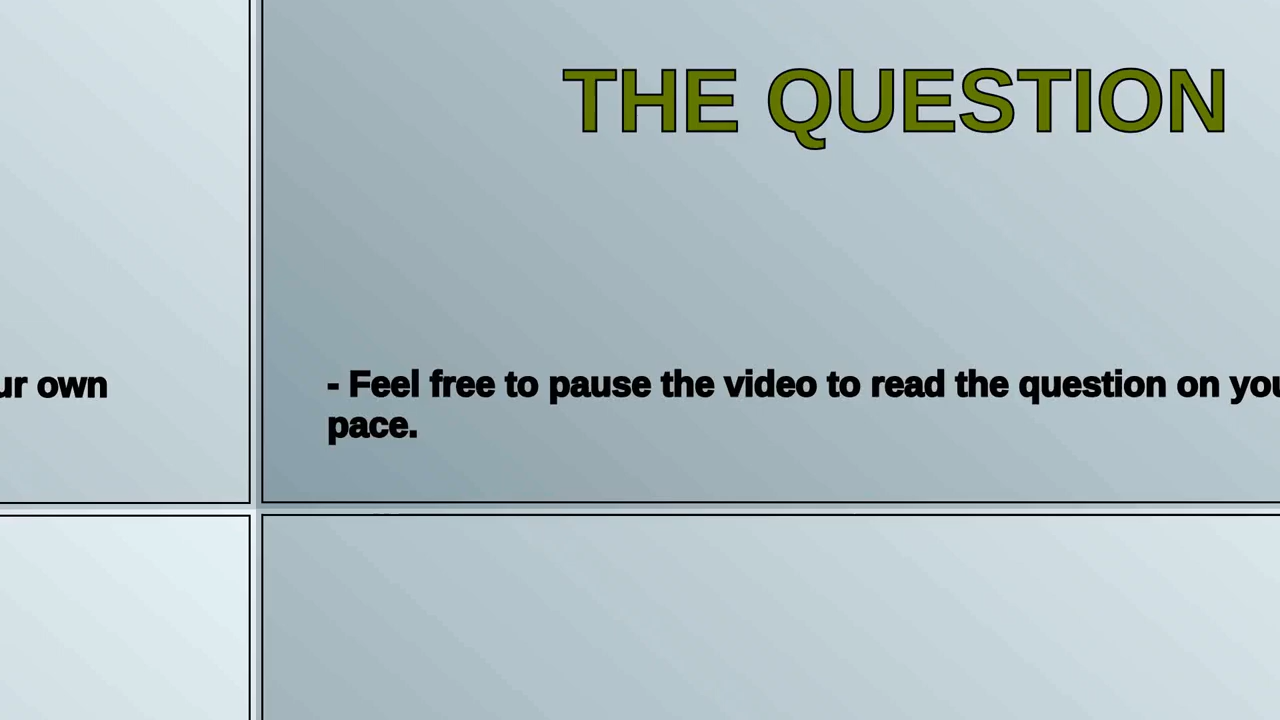 THE QUESTION
ur own
- Feel free to pause the video to read the question on you
pace.